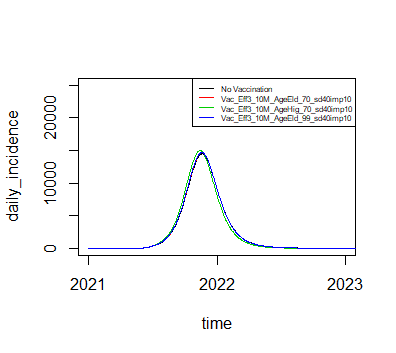 No Vaccination
Vac_Eff3_10M_AgeEld_70_sd40imp10
Vac_Eff3_10M_AgeHig_70_sd40imp10
Vac_Eff3_10M_AgeEld_99_sd40imp10
daily_incidence
20000
10000
0
2021
2022
2023
time